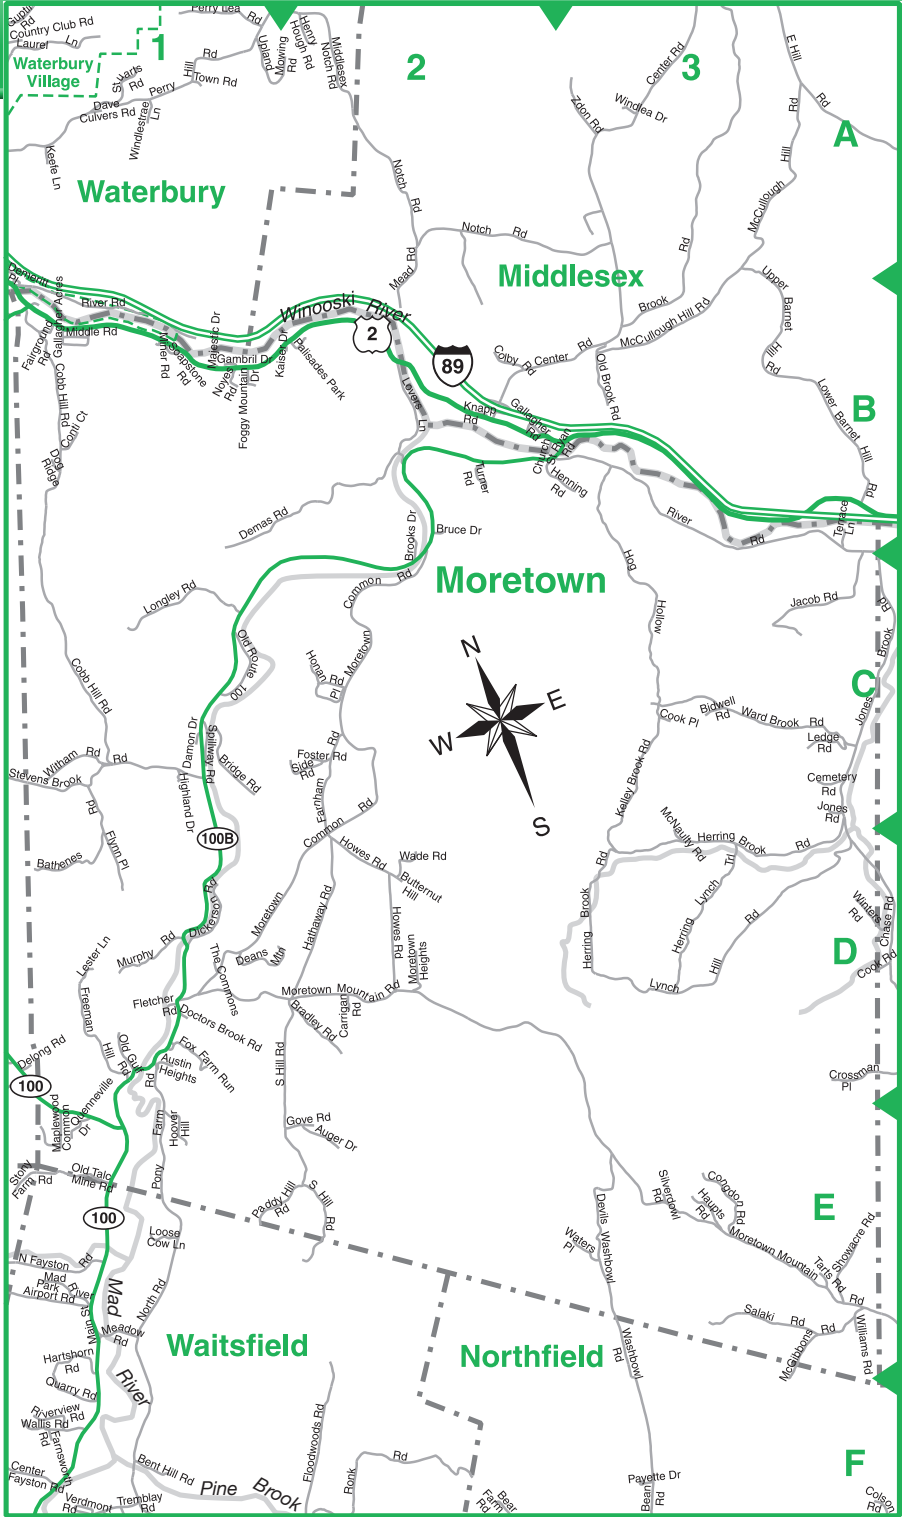 Guptil
Rd
Country Club Rd
Laurel Ln
Waterbury
Village
1
Perry Lea Rd
Upland
Mowing
Rd
Henry
Hough Rd
Middlesex
Notch Rd
2
3
Center Rd
E Hill
Rd
St Varts
Rd
Hill
Rd
Town Rd
Perry
Dave
Culvers Rd
Windlestrae
Ln
Zdon Rd
Windlea Dr
A
Keefe Ln
Waterbury
Notch
Rd
Hill
Rd
McCullough
Notch Rd
Mead Rd
Middlesex
Rd
Brook
Upper
Barnet
Hill
Rd
Demeritt
Pl
River Rd
Middle Rd
Gallagher Acres
Fairground
Rd
Winooski River
2
89
Miner Rd
Soapstone
Rd
Majestic Dr
Gambril Dr
Noyes
Rd
Foggy Mountain
Dr
Kaiser Dr
Palisades Park
McCullough Hill Rd
Colby
Rd
Center Rd
Old Brook Rd
Cobb Hill Rd
Conti Ct
Dog
Ridge
Levers
Ln
Knapp
Rd
Gallagher
Rd
Church
St
Ryan
Rd
Henning
Rd
Turner
Rd
Lower Barnet Hill
Rd
B
Terrace
Ln
River
Rd
Demas Rd
Brooks Dr
Bruce Dr
Moretown
Hog
Hollow
Common
Rd
Longley Rd
Jacob Rd
Rd
Brook
Jones
C
Old Route
100
Honan
Rd
Pl
Moretown
N
E
W
S
Cobb Hill Rd
Cook Pl
Bidwell
Rd
Ward Brook Rd
Ledge
Rd
Cemetery
Rd
Jones
Rd
Witham Rd
Rd
Stevens Brook
Rd
Damon Dr
Highland Dr
Spillway Rd
Bridge Rd
Foster Rd
Side
Rd
Rd
Farnham
Common
Rd
Kelley Brook Rd
McNaulty Rd
Herring Brook Rd
Trl
Flynn Pl
Bathenes
100B
Howes Rd
Wade Rd
Butternut
Hill
Howes Rd
Moretown
Heights
Hathaway Rd
Moretown
Rd
Dickerson
Murphy Rd
Rd
Brook
Herring
Lynch
Herring
Lynch
Hill
Rd
Winters
Rd
Chase Rd
Cook Rd
D
Lester Ln
Freeman
Hill
Rd
Deans Mtn
The Commons
Moretown Mountain Rd
Bradley Rd
Carrigan
Rd
Fletcher
Rd
Doctors Brook Rd
Fox Farm Run
Old Gulf
Rd
Austin
Heights
Delong Rd
100
Quenneville
Dr
Maplewood
Common
Farm
Hoover
Hill
Pony
S Hill Rd
Gove Rd
Auger Dr
Crossman
Pl
Stony
Farm Rd
Old Talc
Mine Rd
Paddy Hill
Rd
S Hill
Rd
100
Loose
Cow Ln
Devils Washbowl
Waters
Pl
Silverdowl
Rd
Congdon Rd
Haupts
Rd
Moretown Mountain
Rd
Tarts
Rd
Showacre Rd
E
N Fayston
Rd
Mad
River
Park
Airport Rd
Main St
Mad
River
North Rd
Meadow
Rd
Waitsfield
Northfield
Washbowl
Rd
Salaki Rd
Rd
McGibbons
Williams Rd
Hartshorn
Rd
Quarry Rd
Riverview
Rd
Wallis Rd
Rd
Farnsworth
Center
Fayston Rd
Verdmont
Rd
Tremblay
Rd
Bent Hill Rd
Pine Brook
Floodwoods Rd
Ronk
Rd
Bear
Farm
Rd
Payette Dr
Bean
Rd
F
Colson
Rd